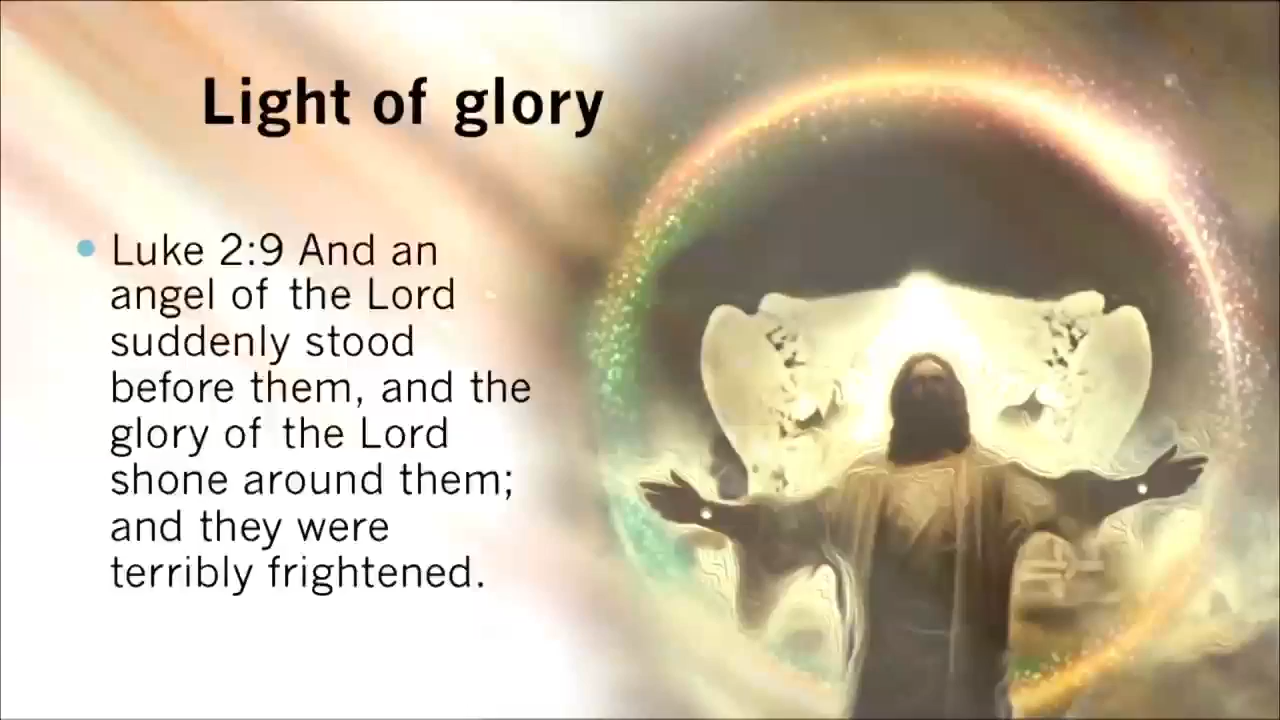 Light of glory
Luke 2:9 And an
angel of the Lord
suddenly stood
before them, and the
glory of the Lord
shone around them;
and they were
terribly frightened.